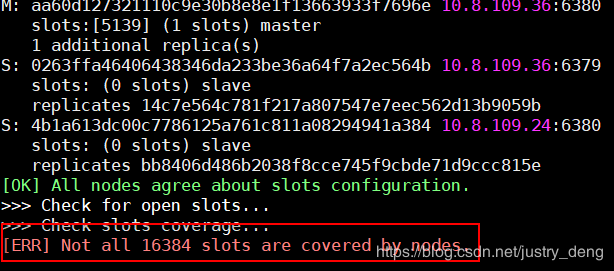 M: aa60d127321110c9e30b8e8e1f13663933f7696e 10.8.109.36:6380
slots:[5139] (1 slots) master
1 additional replica(s)
S: 0263ffa46406438346da233be36a64f7a2ec564b 10.8.109.36:6379
slots: (0 slots) slave
replicates 14c7e564c781f217a807547e7eec562d13b9059b
S: 4b1a613dc00c7786125a761c811a08294941a384 10.8.109.24:6380
slots: (0 slots) slave
replicates bb8406d486b2038f8cce745f9cbde71d9ccc815e
[OK] All nodes agree about slots configuration.
>>> Check for open slots...
>>> Check slots coverage...
[ERR] Not all 16384 slots are covered by nodes.
https://blog.csdn.net/justry_deng